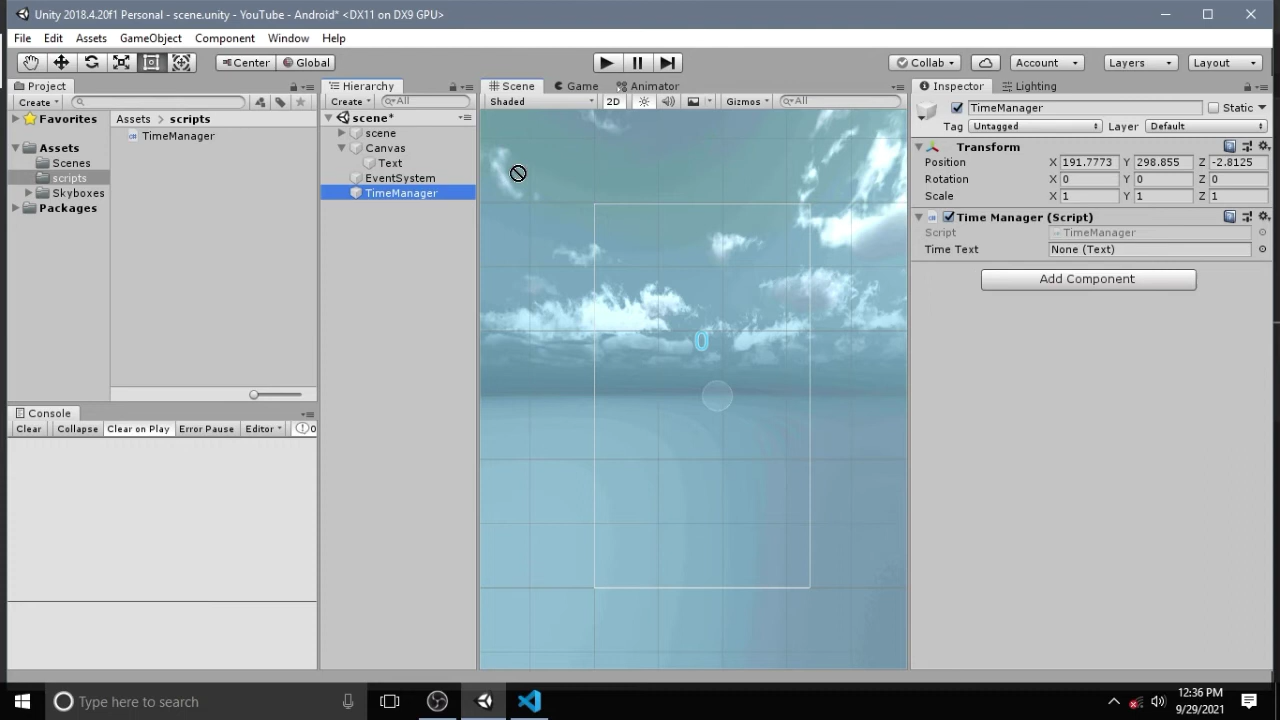 Unity 2018.4.20f1 Personal - scene.unity - YouTube - Android* <DX11 on DX9 GPU>
File Edit Assets GameObject Component Window Help
Center Global Collab Account Layers Layout
Project
Create
Favorites
Assets
Scenes
scripts
Skyboxes
Packages
Assets > scripts
TimeManager
Console
Clear Collapse Clear on Play Error Pause Editor 0
Hierarchy
Create All
scene*
scene
Canvas
Text
EventSystem
TimeManager
Scene Game Animator
Shaded 2D Gizmos All
0
Inspector Lighting
TimeManager Static
Tag Untagged Layer Default
Transform
Position X 191.7773 Y 298.855 Z -2.8125
Rotation X 0 Y 0 Z 0
Scale X 1 Y 1 Z 1
Time Manager (Script)
Script TimeManager
Time Text None (Text)
Add Component
Type here to search
12:36 PM
9/29/2021